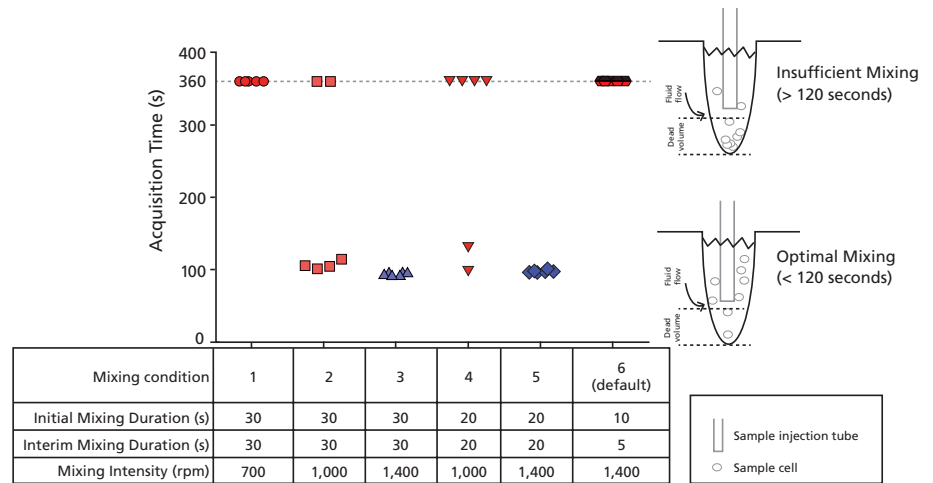 400
360
300
200
100
0
Acquisition Time (s)
Fluid
flow
Dead
volume
Insufficient Mixing
(> 120 seconds)
Fluid
flow
Dead
volume
Optimal Mixing
(< 120 seconds)
Mixing condition 1 2 3 4 5 6
(default)
Initial Mixing Duration (s) 30 30 30 20 20 10
Interim Mixing Duration (s) 30 30 30 20 20 5
Mixing Intensity (rpm) 700 1,000 1,400 1,000 1,400 1,400
Sample injection tube
Sample cell